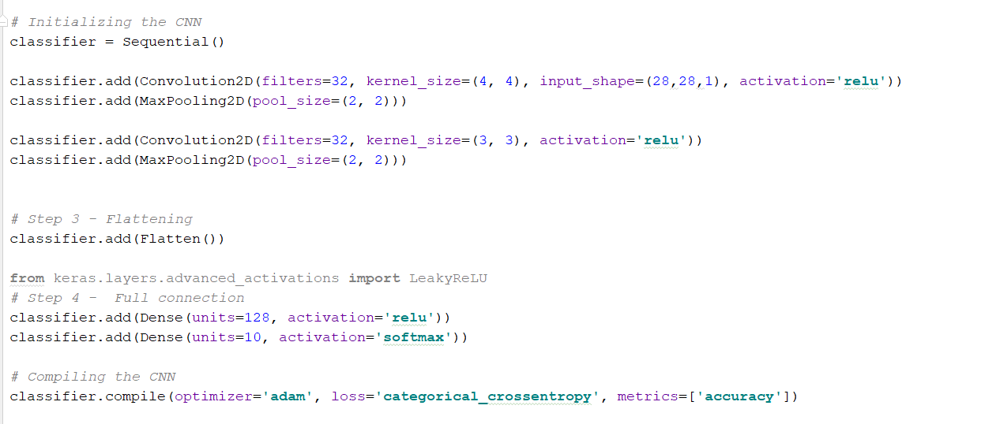 # Initializing the CNN
classifier = Sequential()
classifier.add(Convolution2D(filters=32, kernel_size=(4, 4), input_shape=(28,28,1), activation='relu'))
classifier.add(MaxPooling2D(pool_size=(2, 2)))
classifier.add(Convolution2D(filters=32, kernel_size=(3, 3), activation='relu'))
classifier.add(MaxPooling2D(pool_size=(2, 2)))
# Step 3 - Flattening
classifier.add(Flatten())
from keras.layers.advanced_activations import LeakyReLU
# Step 4 -  Full connection
classifier.add(Dense(units=128, activation='relu'))
classifier.add(Dense(units=10, activation='softmax'))
# Compiling the CNN
classifier.compile(optimizer='adam', loss='categorical_crossentropy', metrics=['accuracy'])